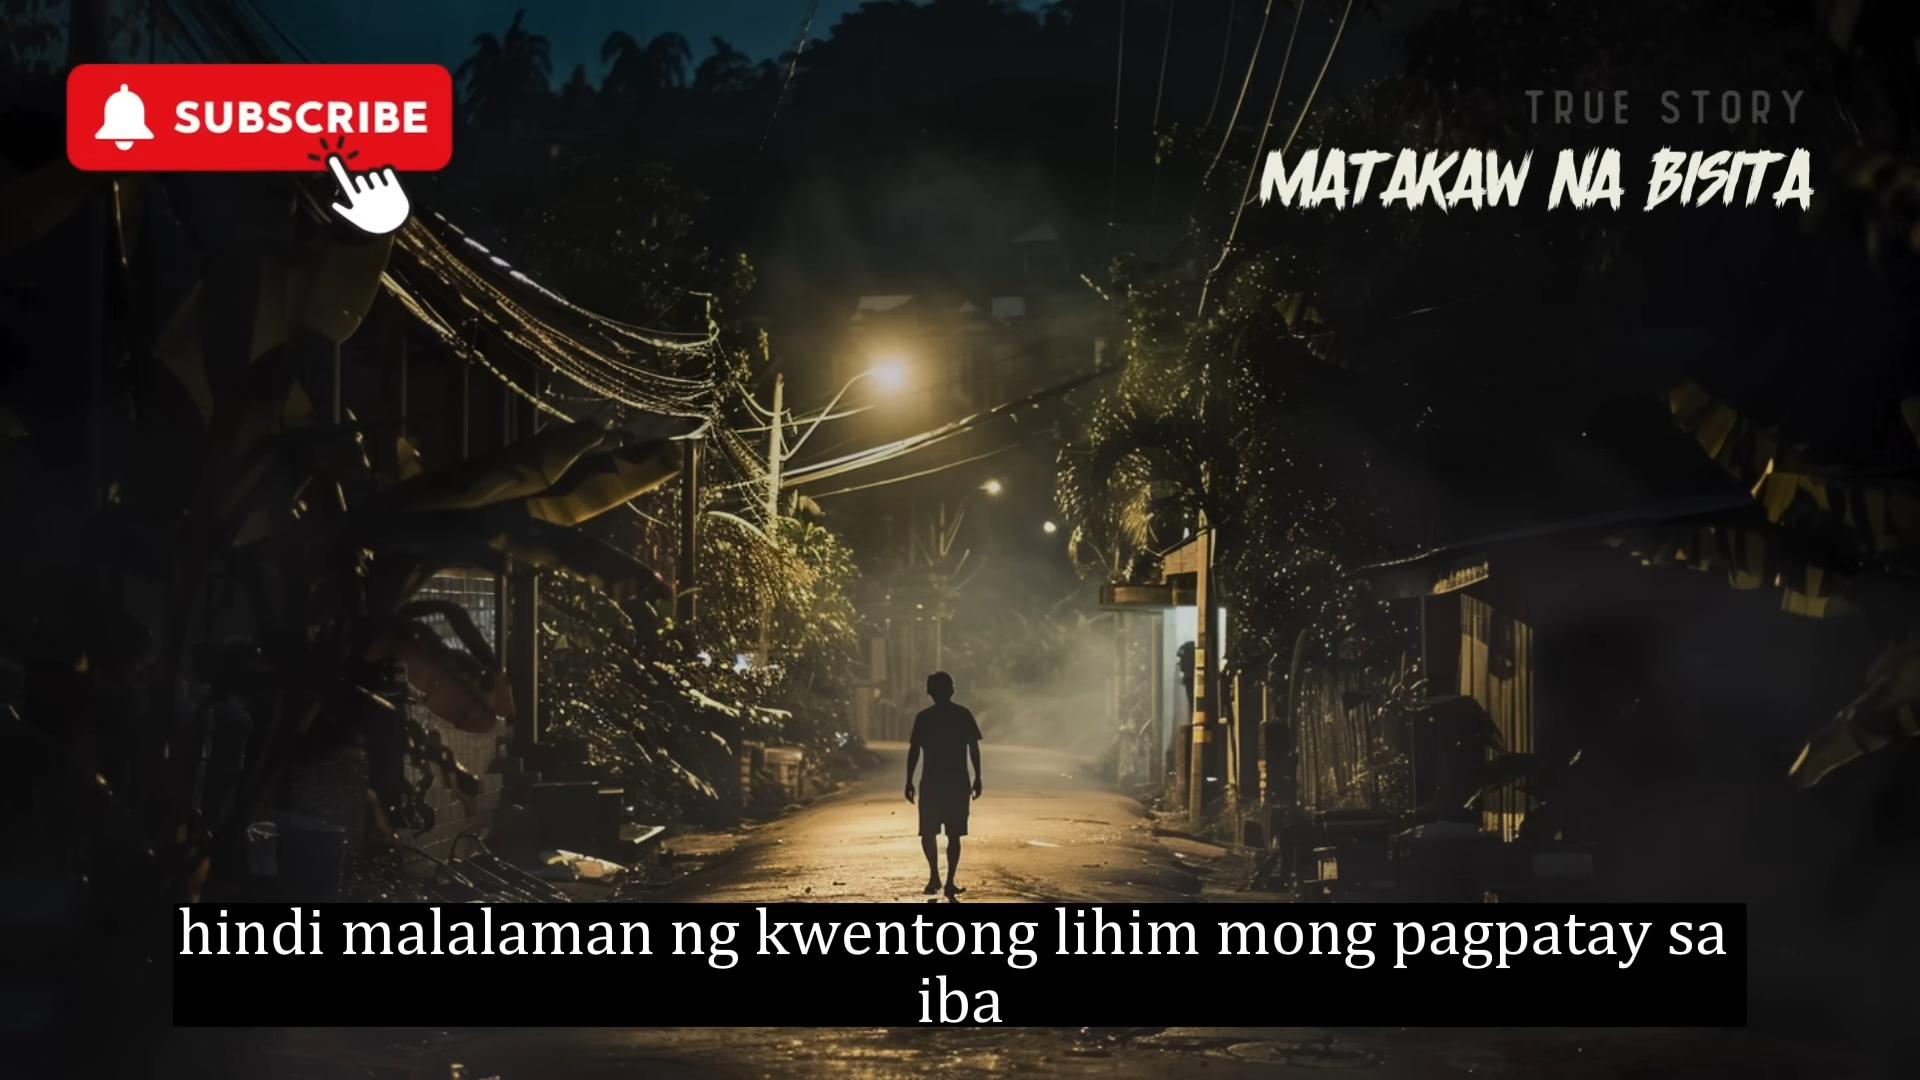 SUBSCRIBE
TRUE STORY
MATAKAW NA BISITA
hindi malalaman ng kwentong lihim mong pagpatay sa
iba